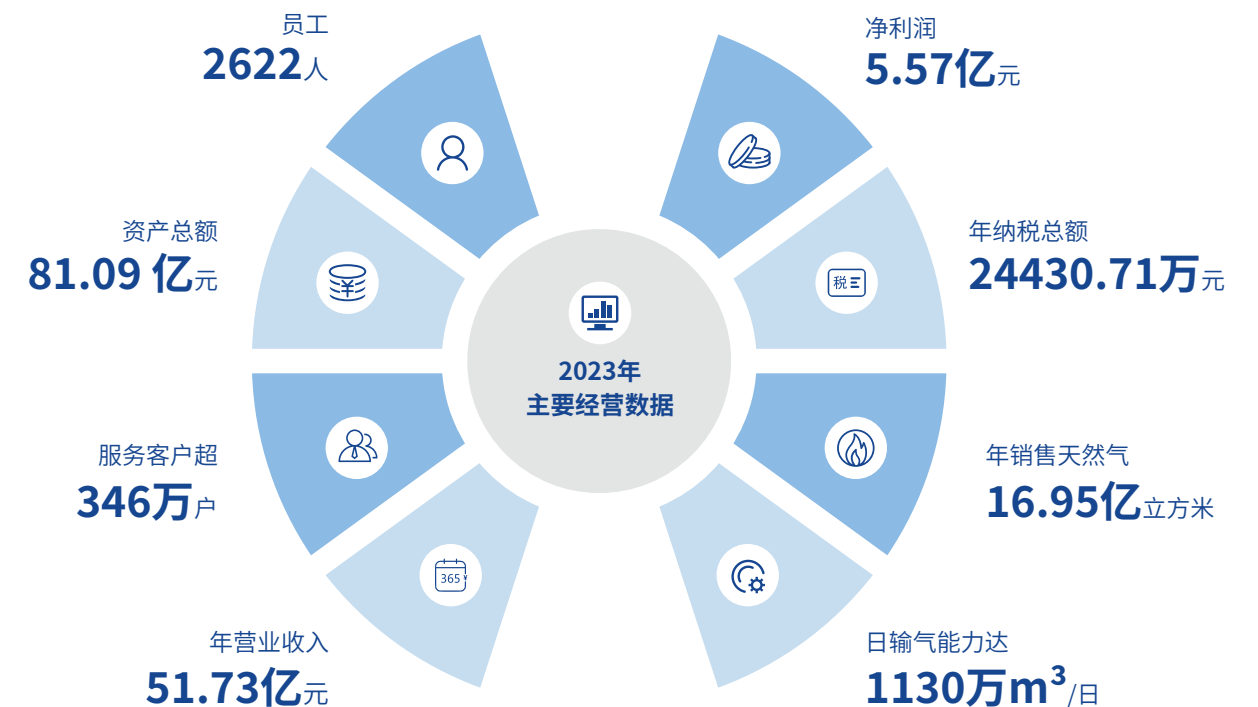 员工
2622人
净利润
5.57亿元
资产总额
81.09 亿元
年纳税总额
24430.71万元
税
2023年
主要经营数据
服务客户超
346万户
年销售天然气
16.95亿立方米
365
¥
年营业收入
51.73亿元
日输气能力达
1130万m³/日
¥